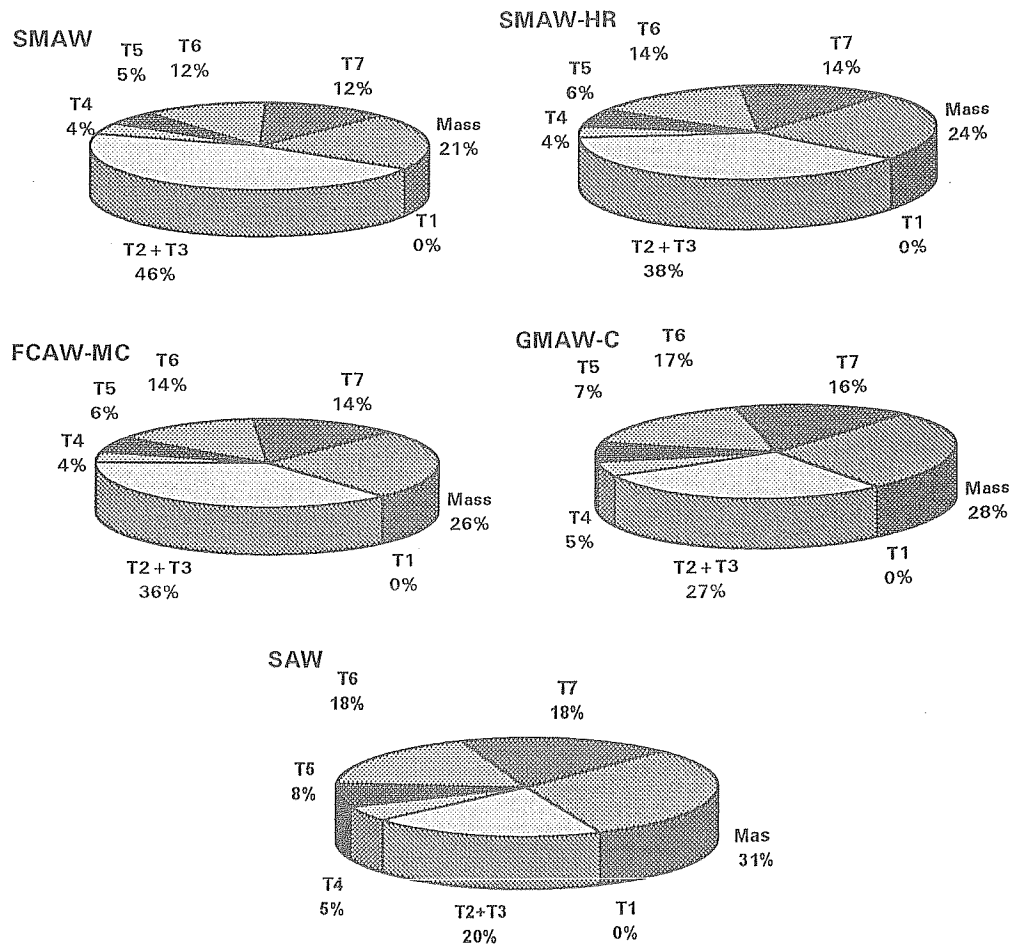 SMAW
T5
5%
T6
12%
T7
12%
T4
4%
Mass
21%
T1
0%
T2+T3
46%
SMAW-HR
T6
14%
T7
14%
T5
6%
T4
4%
Mass
24%
T1
0%
T2+T3
38%
FCAW-MC
T6
14%
T7
14%
T5
6%
T4
4%
Mass
26%
T1
0%
T2+T3
36%
GMAW-C
T6
17%
T7
16%
T5
7%
Mass
28%
T4
5%
T1
0%
T2+T3
27%
SAW
T6
18%
T7
18%
T5
8%
Mas
31%
T4
5%
T1
0%
T2+T3
20%